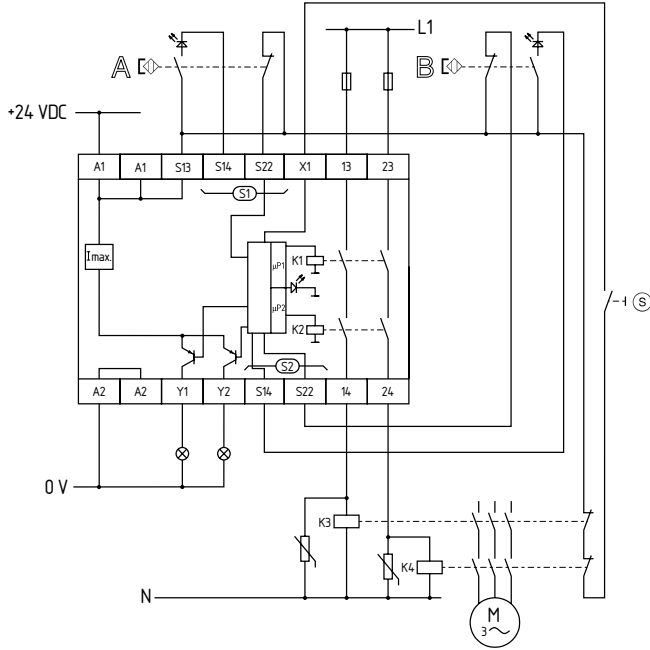 L1
A
B
+24 VDC
A1 A1 S13 S14 S22 X1 13 23
S1
Imax.
K1
µP1
µP2
K2
S
S2
A2 A2 Y1 Y2 S14 S22 14 24
0 V
K3
K4
N
M
3